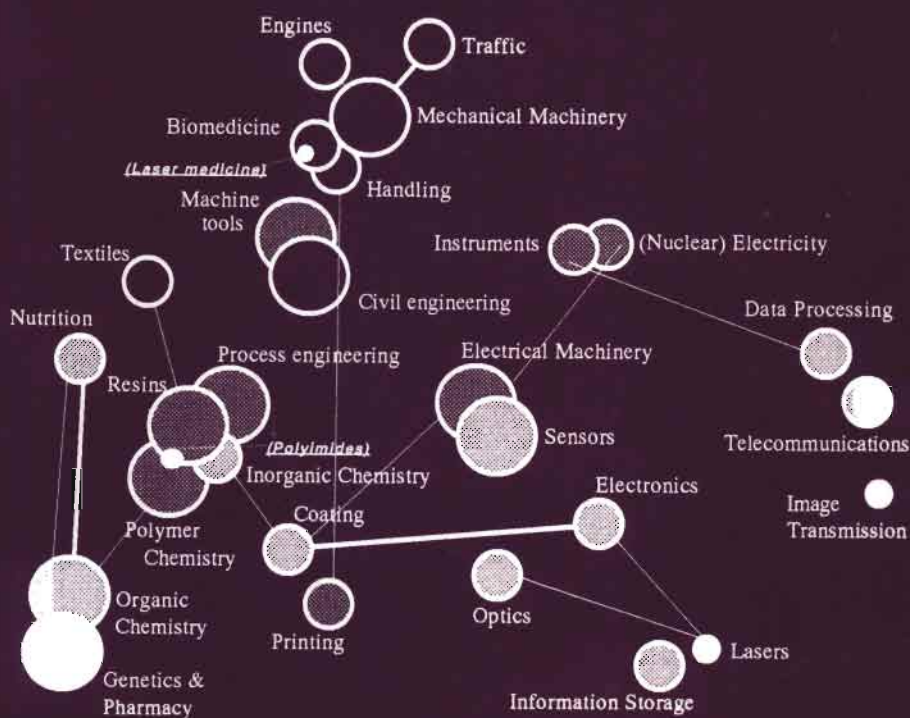 Engines
Traffic
Mechanical Machinery
Biomedicine
(Laser medicine)
Handling
Machine
tools
Instruments
(Nuclear) Electricity
Textiles
Civil engineering
Data Processing
Nutrition
Process engineering
Electrical Machinery
Resins
Sensors
Telecommunications
(Polyimides)
Inorganic Chemistry
Electronics
Image
Transmission
Coating
Polymer
Chemistry
Organic
Chemistry
Optics
Printing
Lasers
Genetics &
Pharmacy
Information Storage